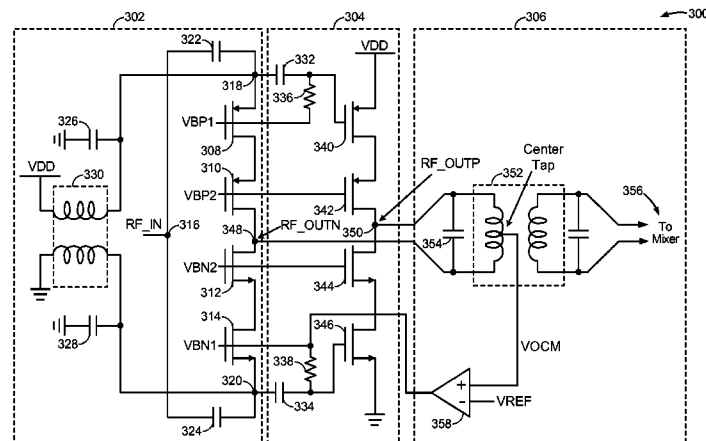 300
302
304
306
322
332
VDD
318
326
336
VBP1
308
340
VDD
330
310
RF_OUTP
352
Center
Tap
VBP2
342
RF_IN
316
348
RF_OUTN
350
354
356
To
Mixer
VBN2
312
344
314
346
VBN1
328
338
VOCM
320
334
324
358
+
-
VREF